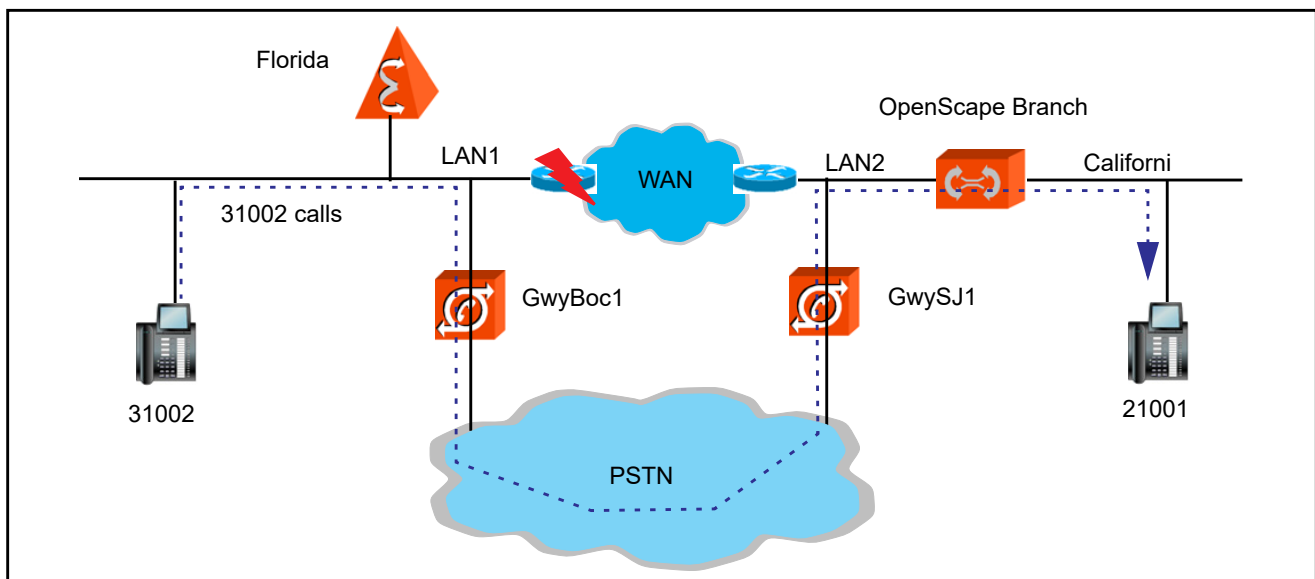 Florida
OpenScape Branch
LAN1
WAN
LAN2
Californi
31002 calls
GwyBoc1
GwySJ1
31002
21001
PSTN